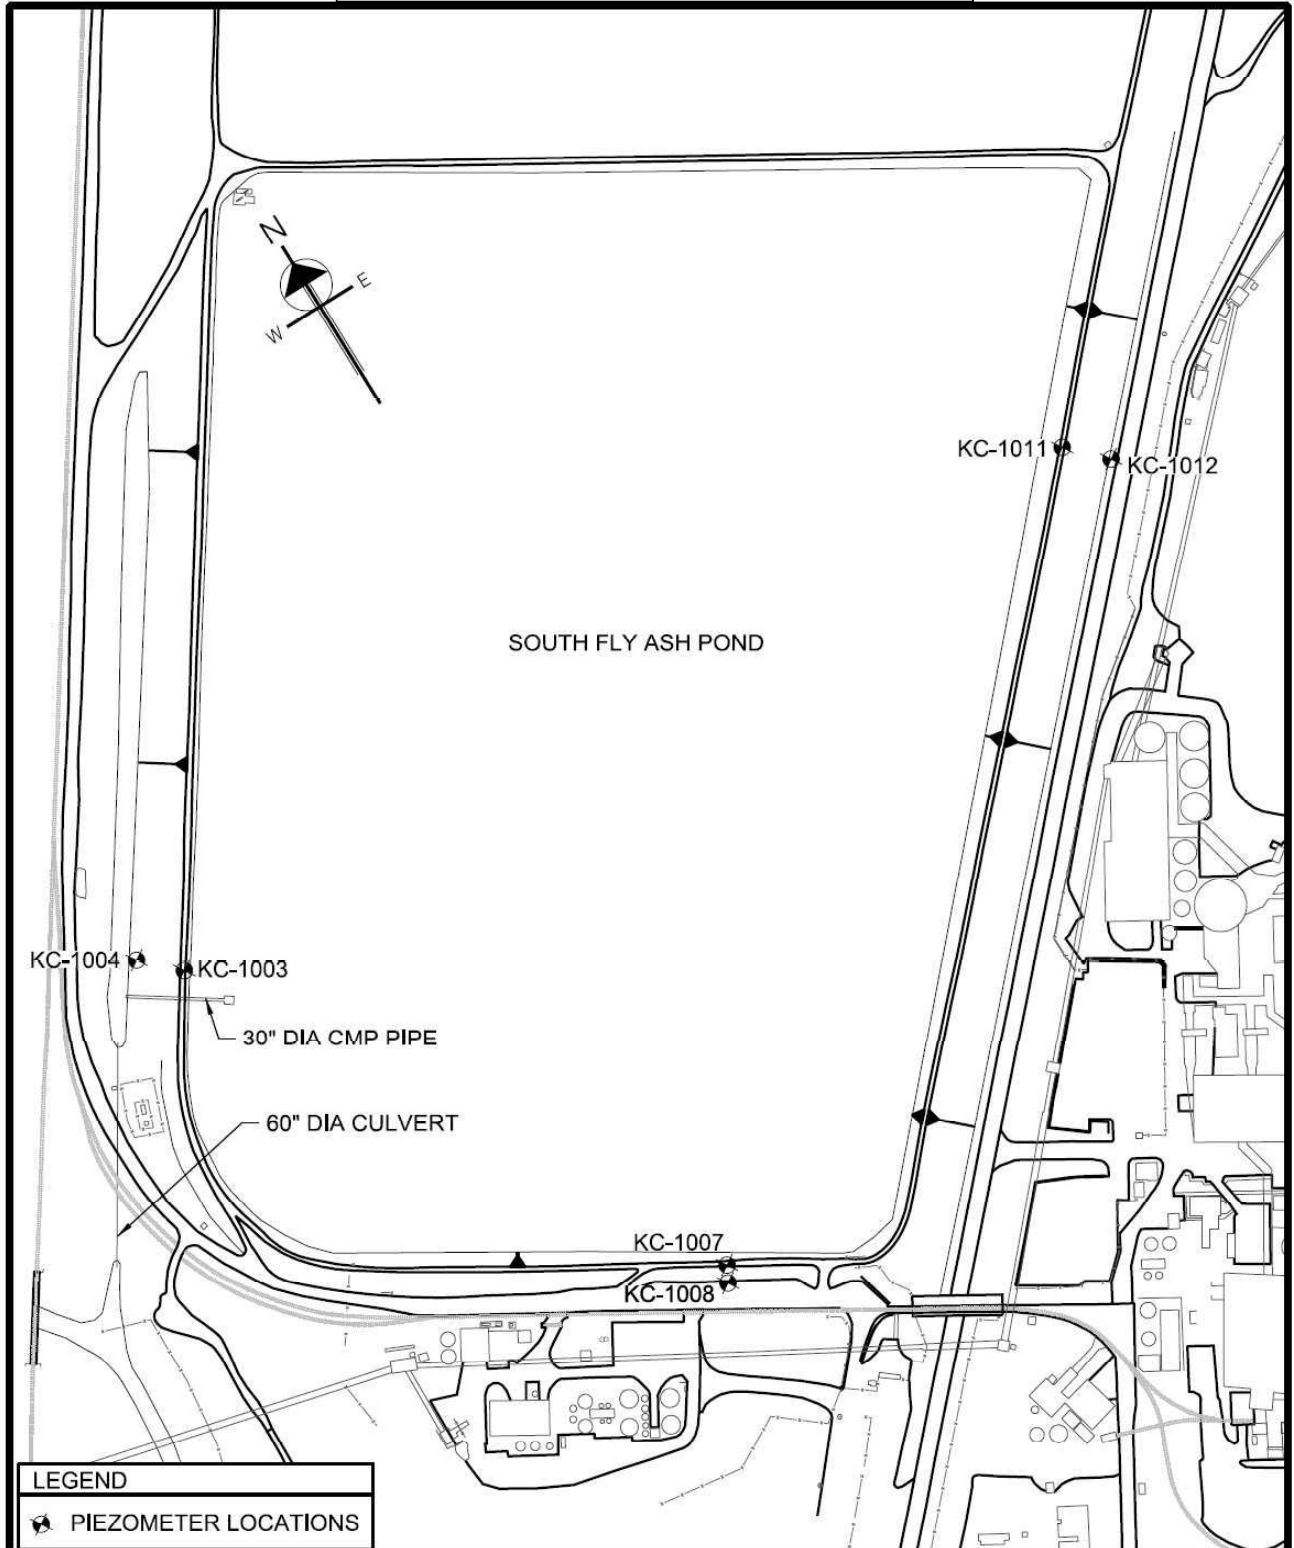 N
E
W
KC-1011
KC-1012
SOUTH FLY ASH POND
KC-1004
KC-1003
30" DIA CMP PIPE
60" DIA CULVERT
KC-1007
KC-1008
LEGEND
PIEZOMETER LOCATIONS